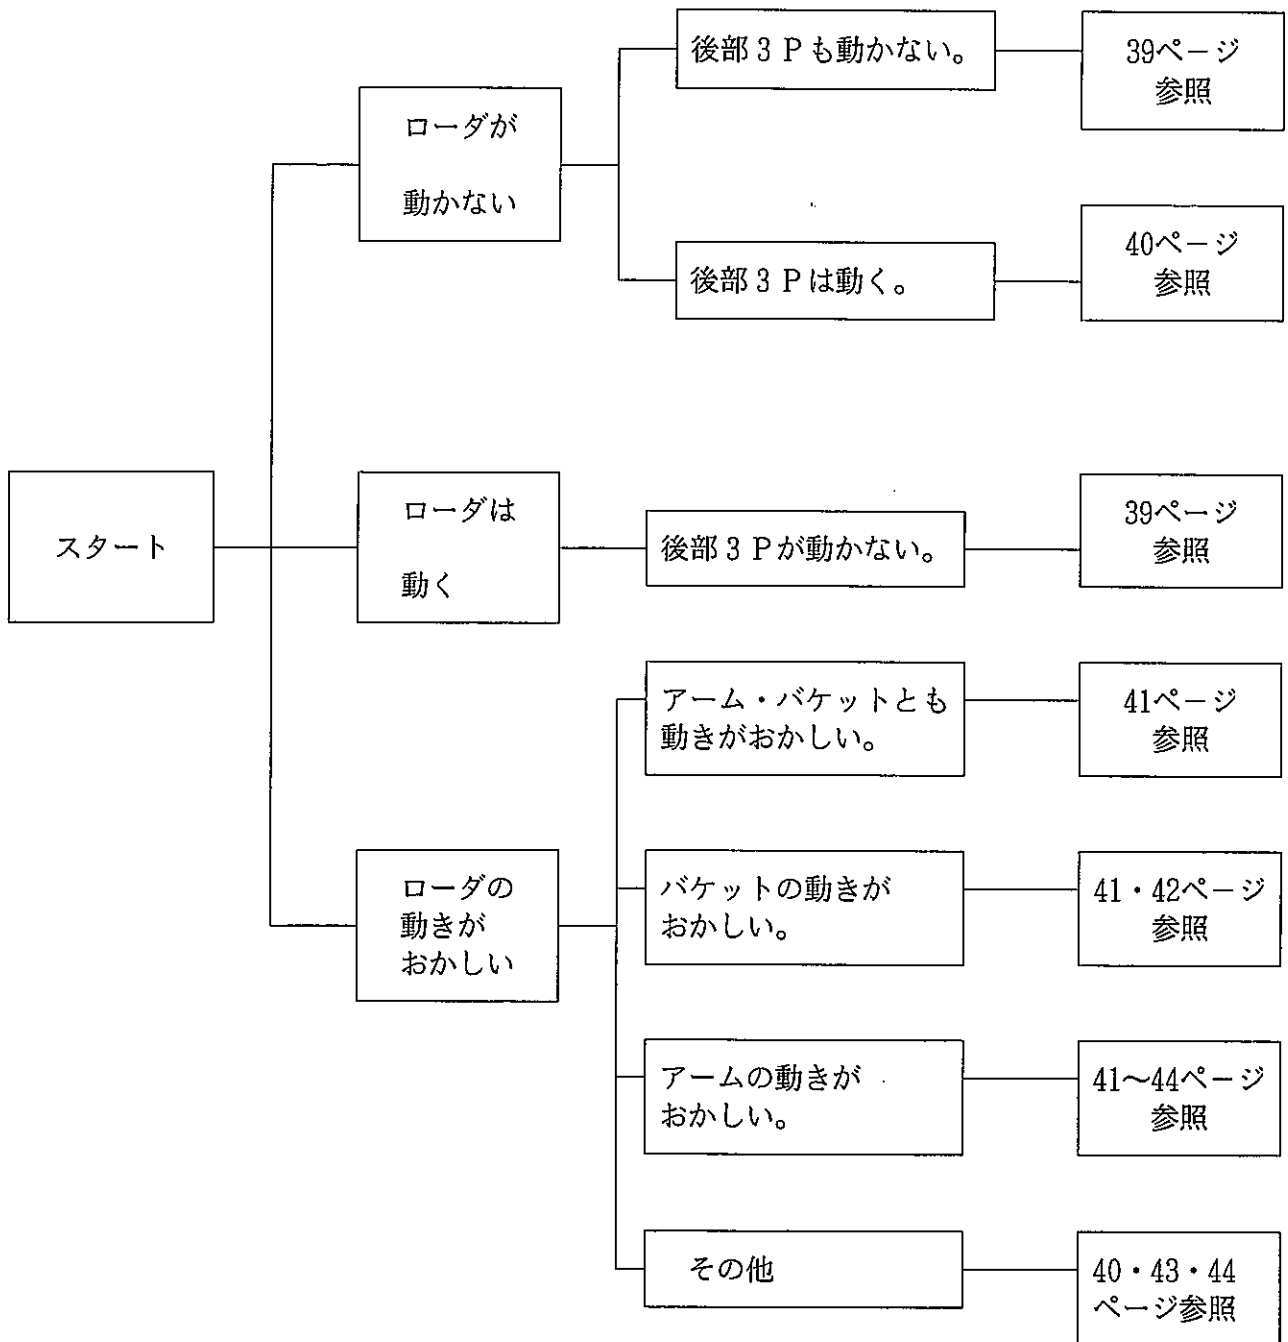 後部3Pも動かない。
39ページ
参照
ローダが
動かない
後部3Pは動く。
40ページ
参照
スタート
ローダは
動く
後部3Pが動かない。
39ページ
参照
アーム・バケットとも
動きがおかしい。
41ページ
参照
ローダの
動きが
おかしい
バケットの動きが
おかしい。
41・42ページ
参照
アームの動きが
おかしい。
41〜44ページ
参照
その他
40・43・44
ページ参照